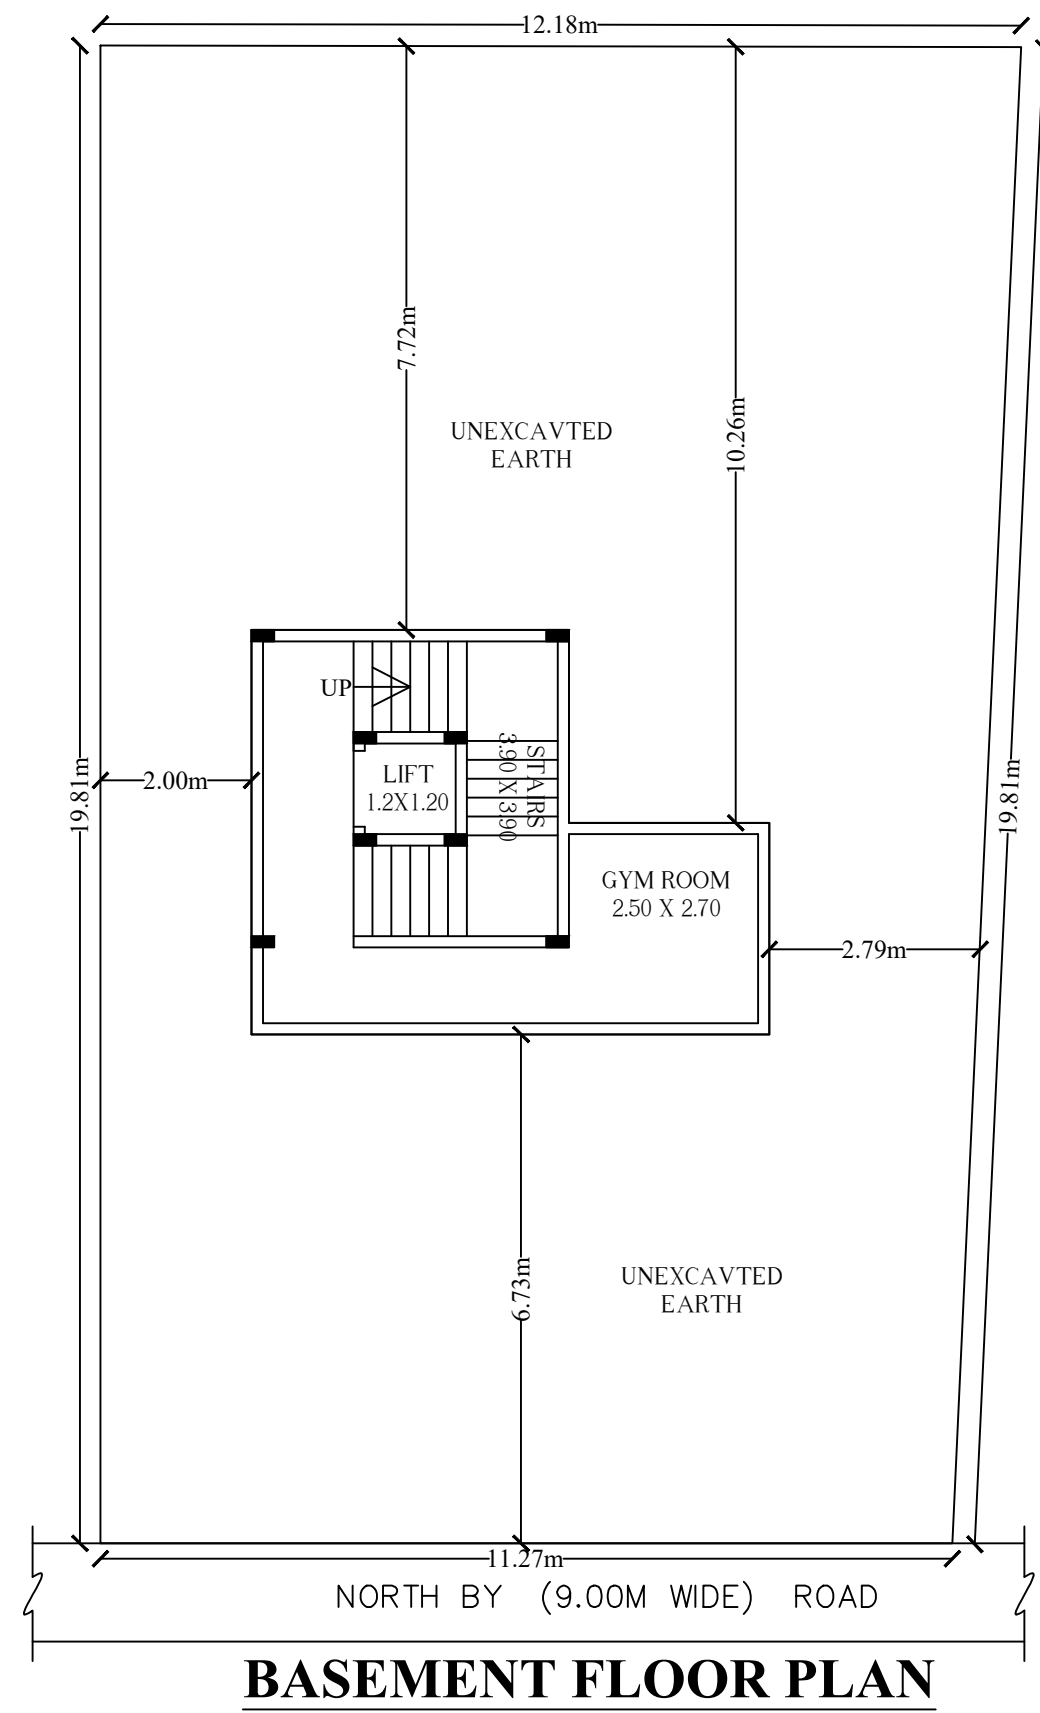 12.18m
7.72m
10.26m
UNEXCAVTED
EARTH
UP
STAIRS
3.90 X 3.90
LIFT
1.2X1.20
2.00m
19.81m
19.81m
GYM ROOM
2.50 X 2.70
2.79m
6.73m
UNEXCAVTED
EARTH
11.27m
NORTH BY (9.00M WIDE) ROAD
BASEMENT FLOOR PLAN